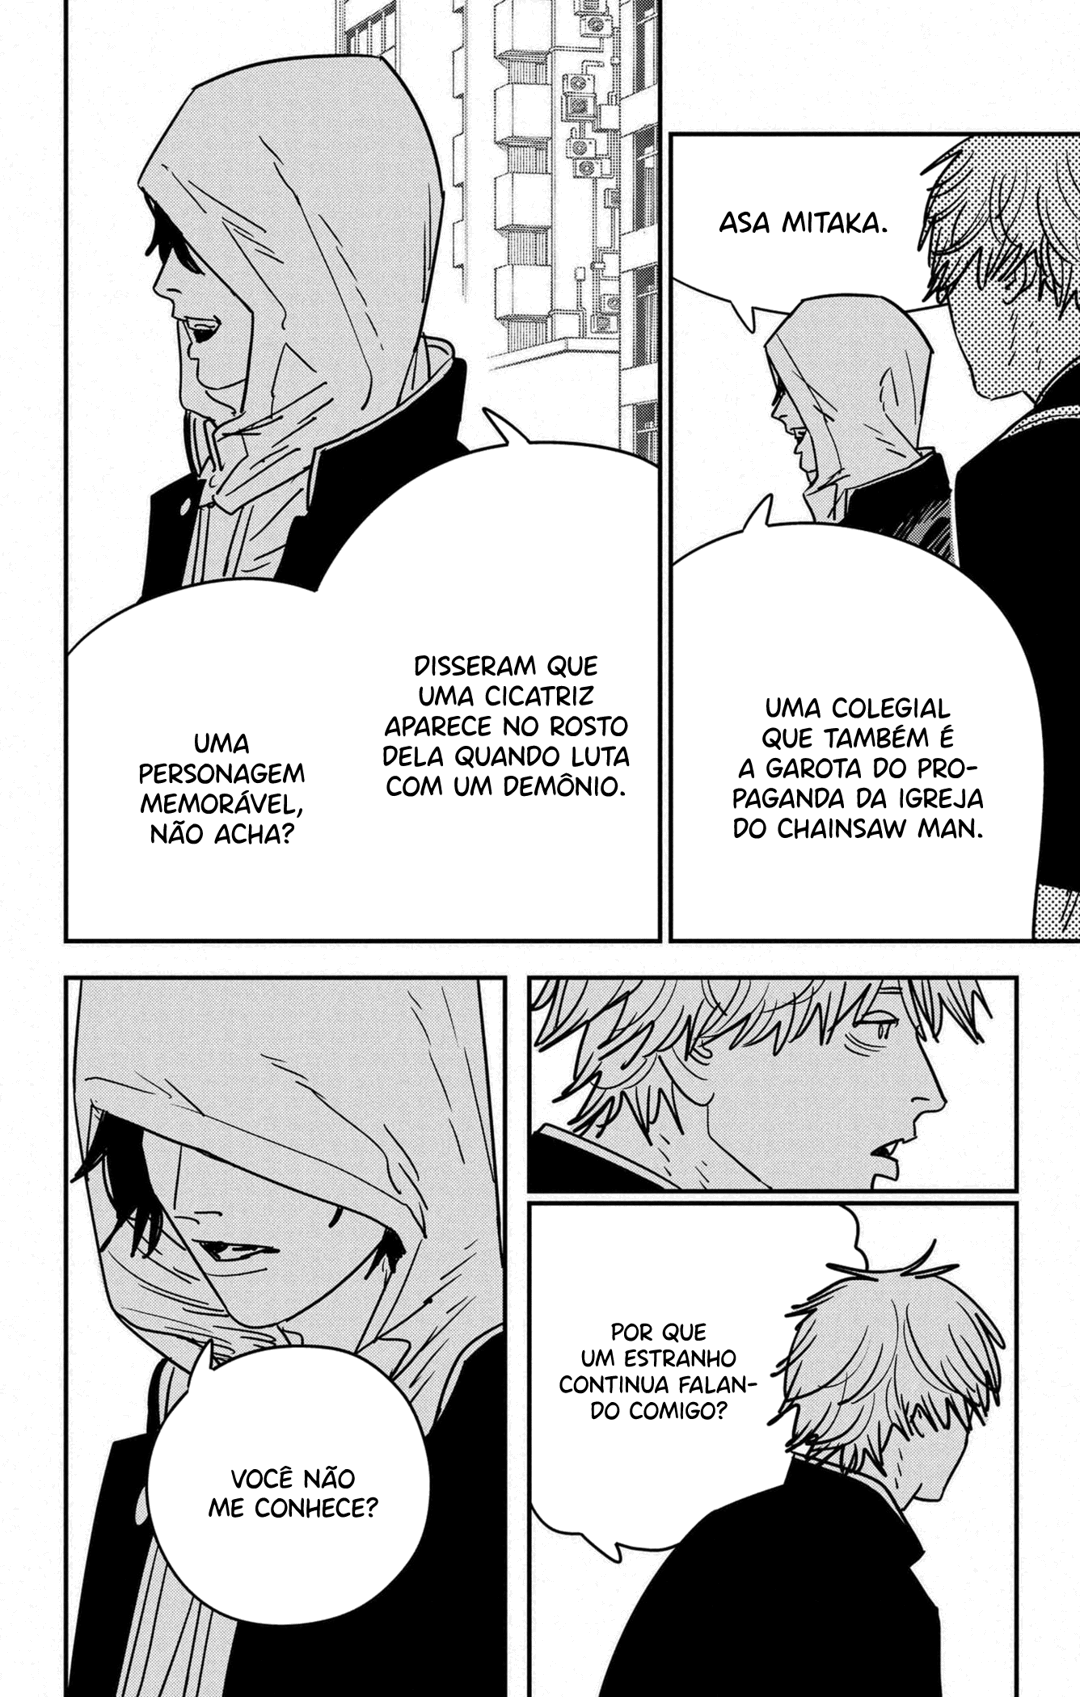 ASA MITAKA.
UMA COLEGIAL
QUE TAMBÉM É
A GAROTA DO PRO-
PAGANDA DA IGREJA
DO CHAINSAW MAN.
DISSERAM QUE
UMA CICATRIZ
APARECE NO ROSTO
DELA QUANDO LUTA
COM UM DEMÔNIO.
UMA
PERSONAGEM
MEMORÁVEL,
NÃO ACHA?
POR QUE
UM ESTRANHO
CONTINUA FALAN-
DO COMIGO?
VOCÊ NÃO
ME CONHECE?